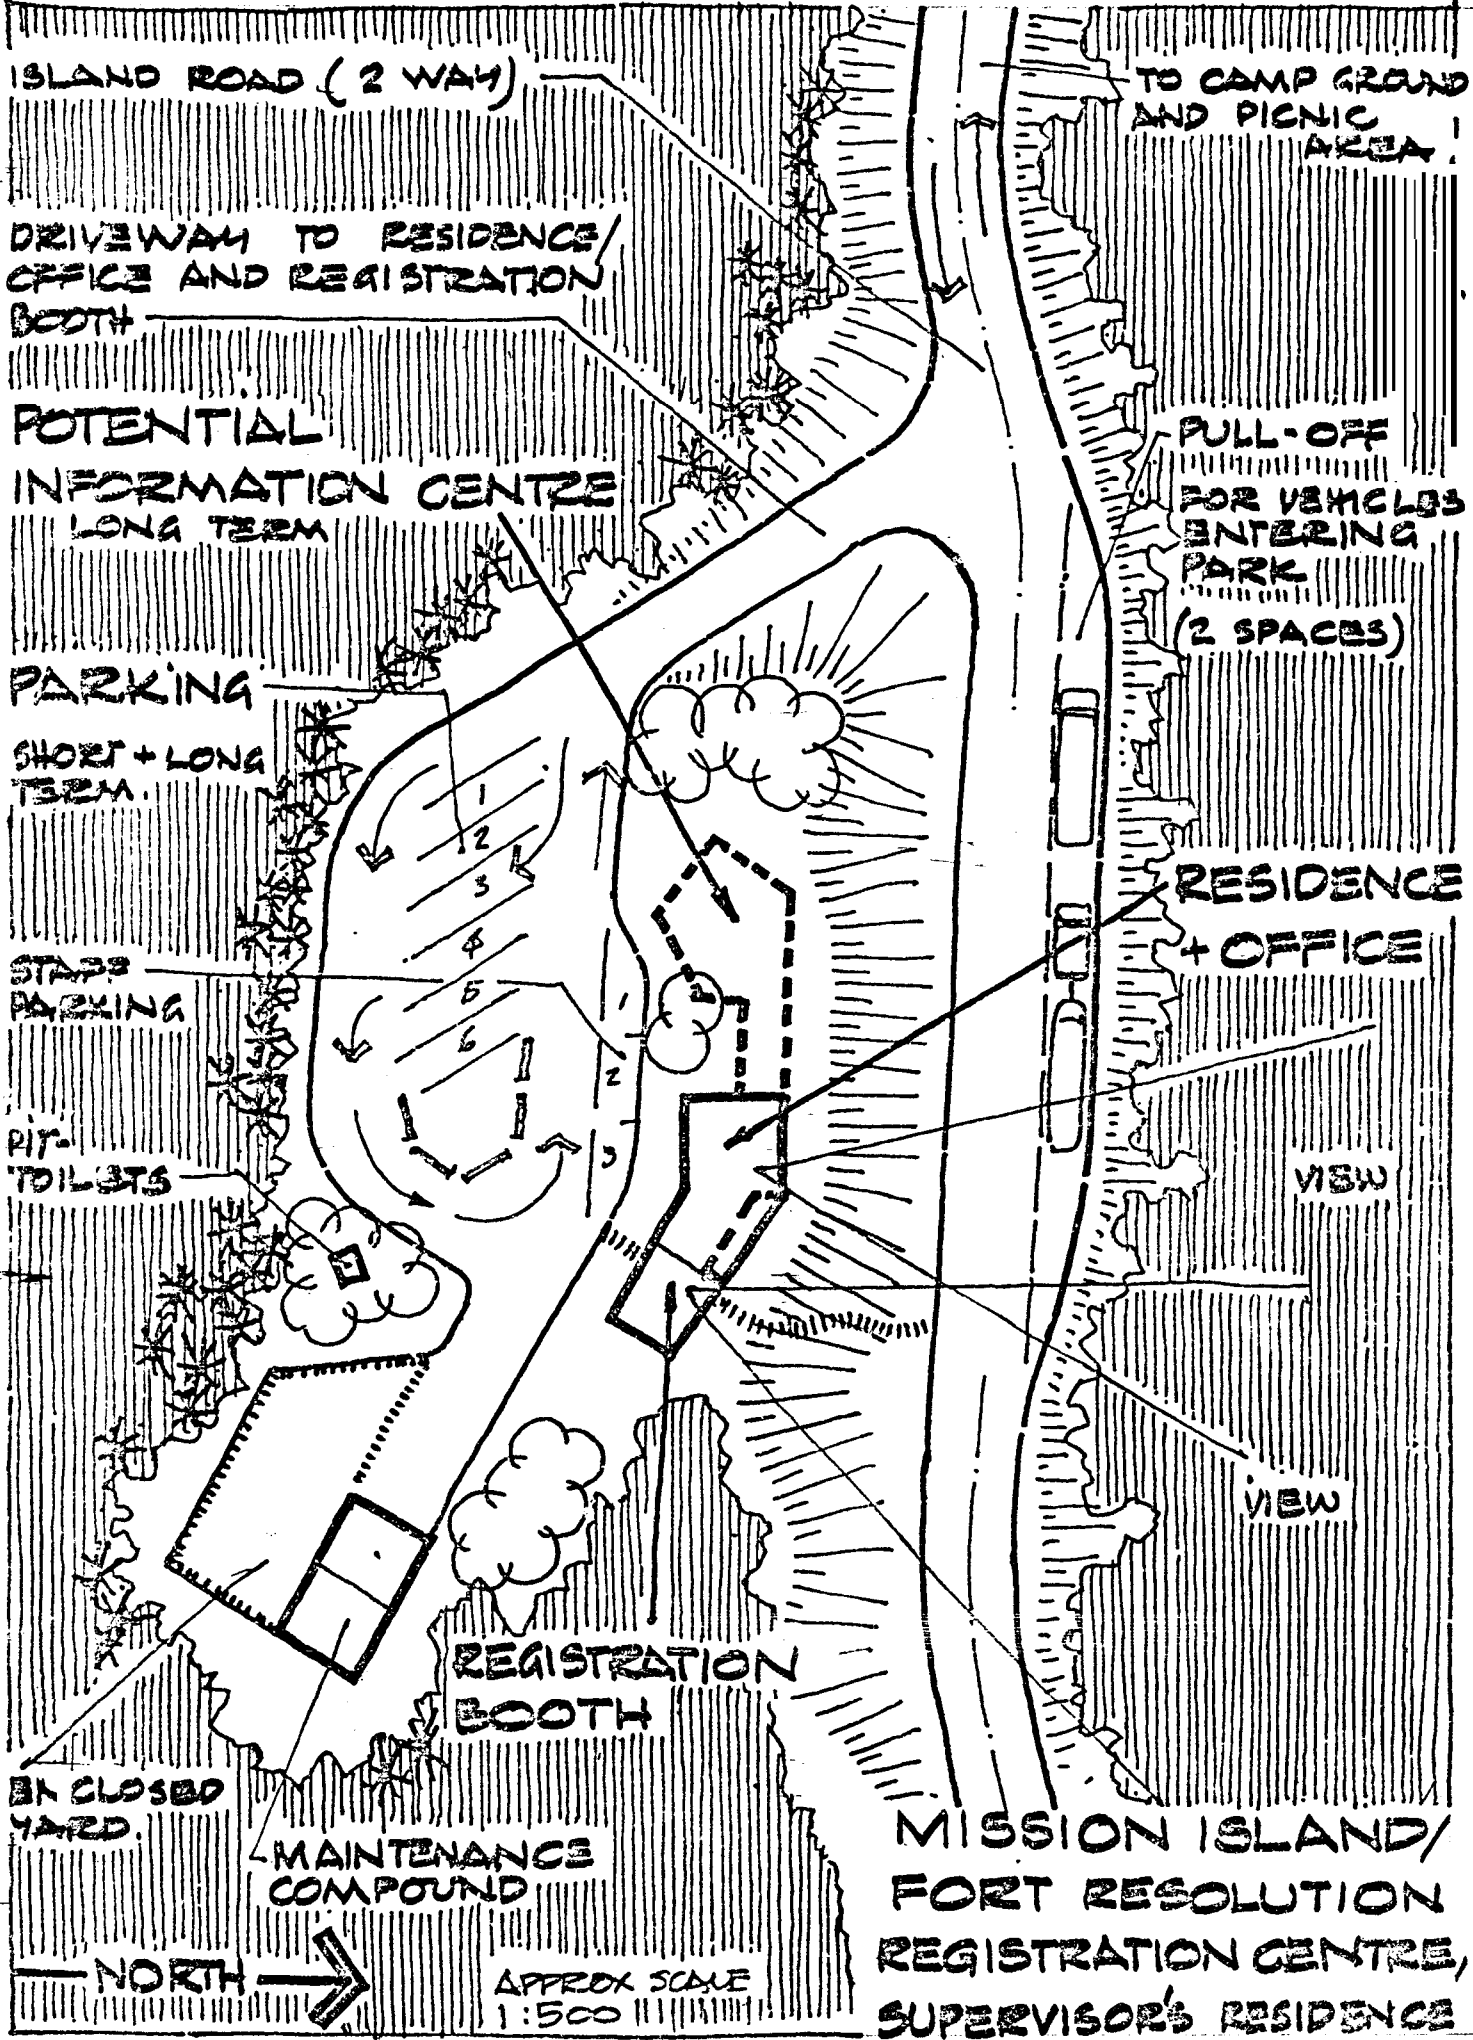 ISLAND ROAD (2 WAY)
TO CAMP GROUND
AND PICNIC
AREA.
DRIVEWAY TO RESIDENCE/
OFFICE AND REGISTRATION
BOOTH
POTENTIAL
INFORMATION CENTRE
LONG TERM
PULL-OFF
FOR VEHICLES
ENTERING
PARK
(2 SPACES)
PARKING
SHORT + LONG
TERM.
1
2
3
4
5
6
RESIDENCE
+ OFFICE
STAFF
PARKING
1
2
3
PIT-
TOILETS
VIEW
VIEW
REGISTRATION
BOOTH
ENCLOSED
YARD.
MAINTENANCE
COMPOUND
NORTH
APPROX SCALE
1:500
MISSION ISLAND/
FORT RESOLUTION
REGISTRATION CENTRE,
SUPERVISOR'S RESIDENCE